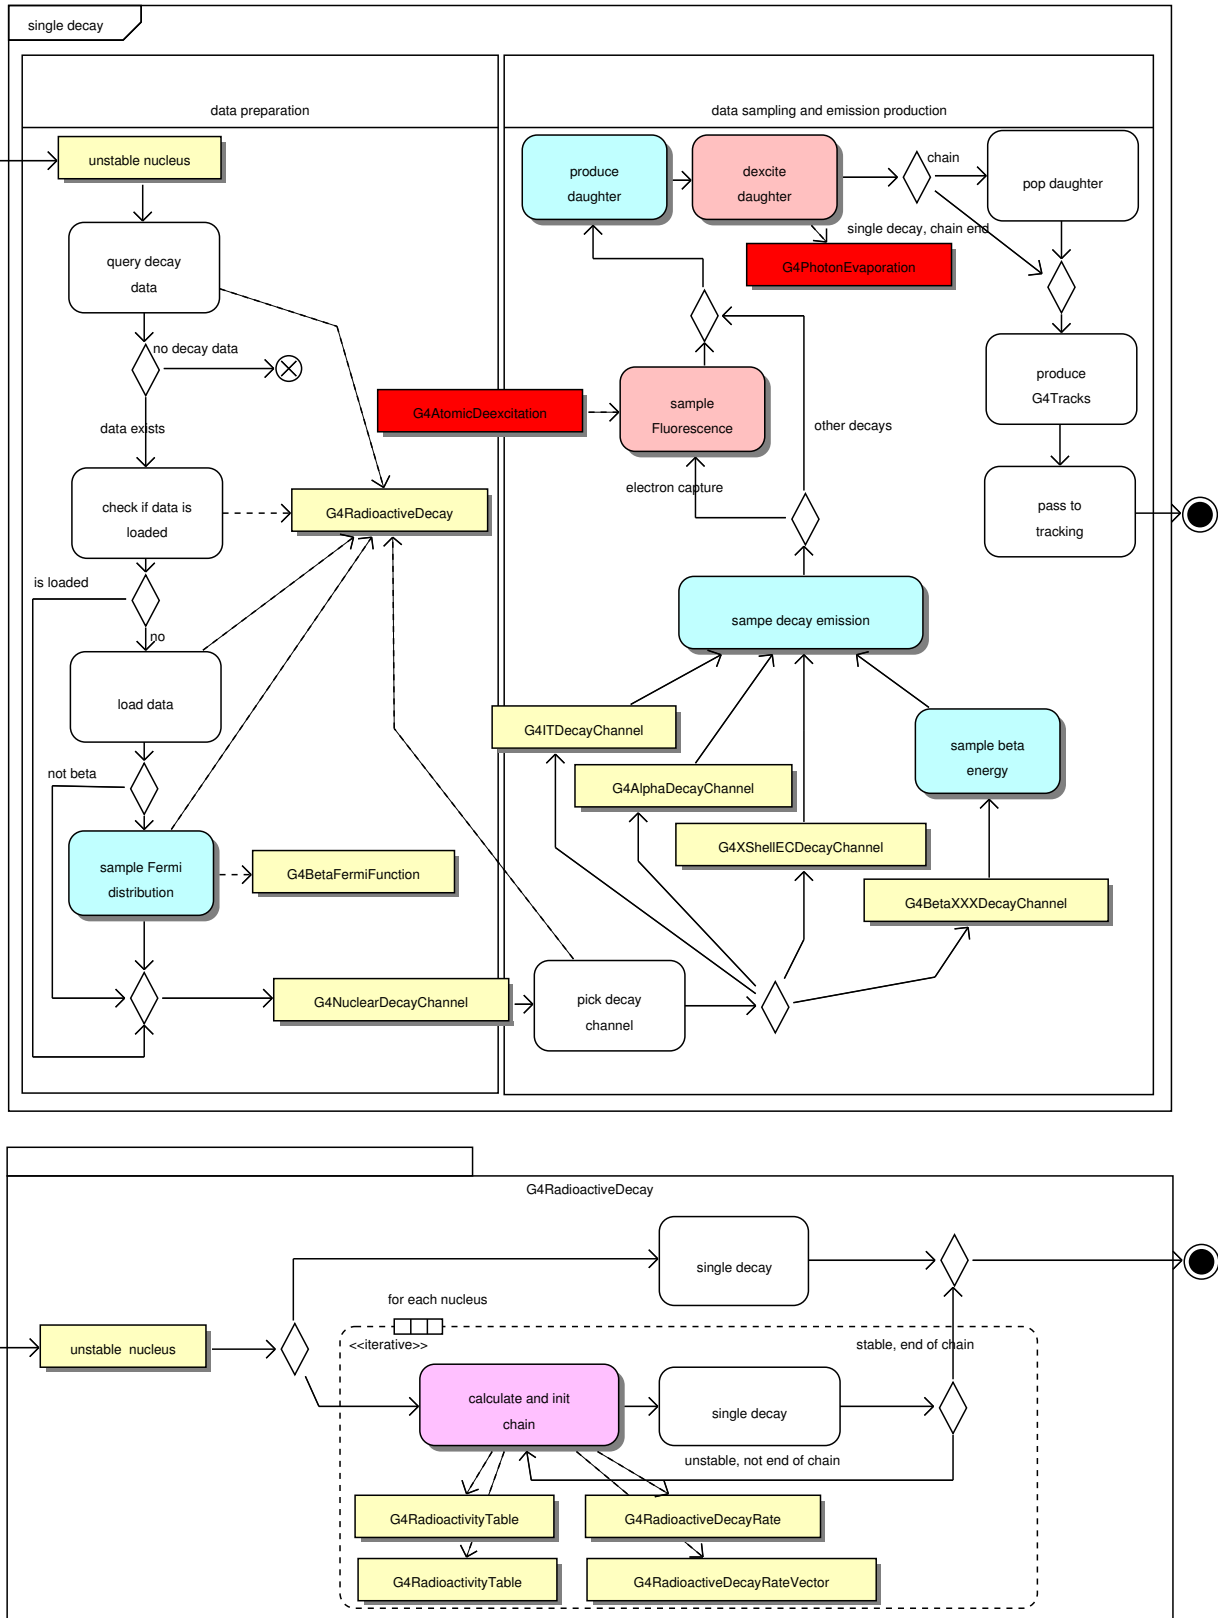 single decay
data preparation
data sampling and emission production
unstable nucleus
query decay
data
no decay data
data exists
check if data is
loaded
is loaded
no
load data
not beta
sample Fermi
distribution
G4RadioactiveDecay
G4BetaFermiFunction
G4NuclearDecayChannel
produce
daughter
dexcite
daughter
chain
pop daughter
single decay, chain end
G4PhotonEvaporation
G4AtomicDeexcitation
sample
Fluorescence
produce
G4Tracks
other decays
electron capture
pass to
tracking
sampe decay emission
G4ITDecayChannel
sample beta
energy
G4AlphaDecayChannel
G4XShellECDecayChannel
G4BetaXXXDecayChannel
pick decay
channel
G4RadioactiveDecay
single decay
for each nucleus
<<iterative>>
stable, end of chain
unstable  nucleus
calculate and init
chain
single decay
unstable, not end of chain
G4RadioactivityTable
G4RadioactiveDecayRate
G4RadioactivityTable
G4RadioactiveDecayRateVector